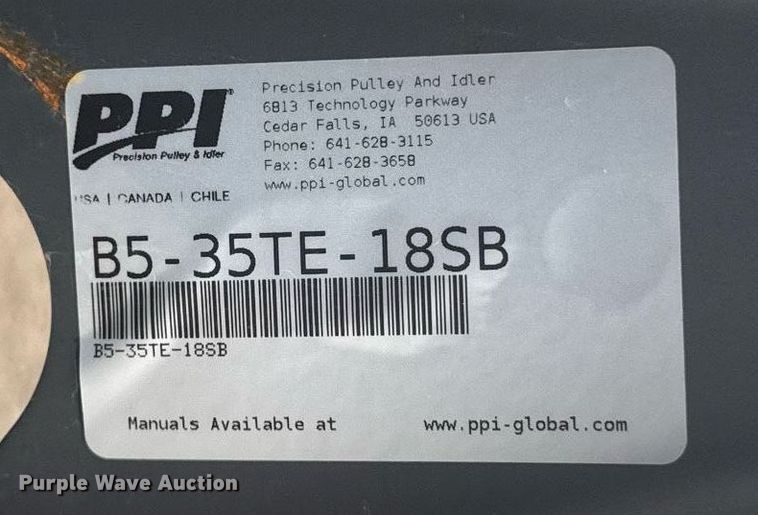 PPI®
Precision Pulley & Idler
USA | CANADA | CHILE
Precision Pulley And Idler
6813 Technology Parkway
Cedar Falls, IA 50613 USA
Phone: 641-628-3115
Fax: 641-628-3658
www.ppi-global.com
B5-35TE-18SB
B5-35TE-18SB
Manuals Available at www.ppi-global.com
Purple Wave Auction